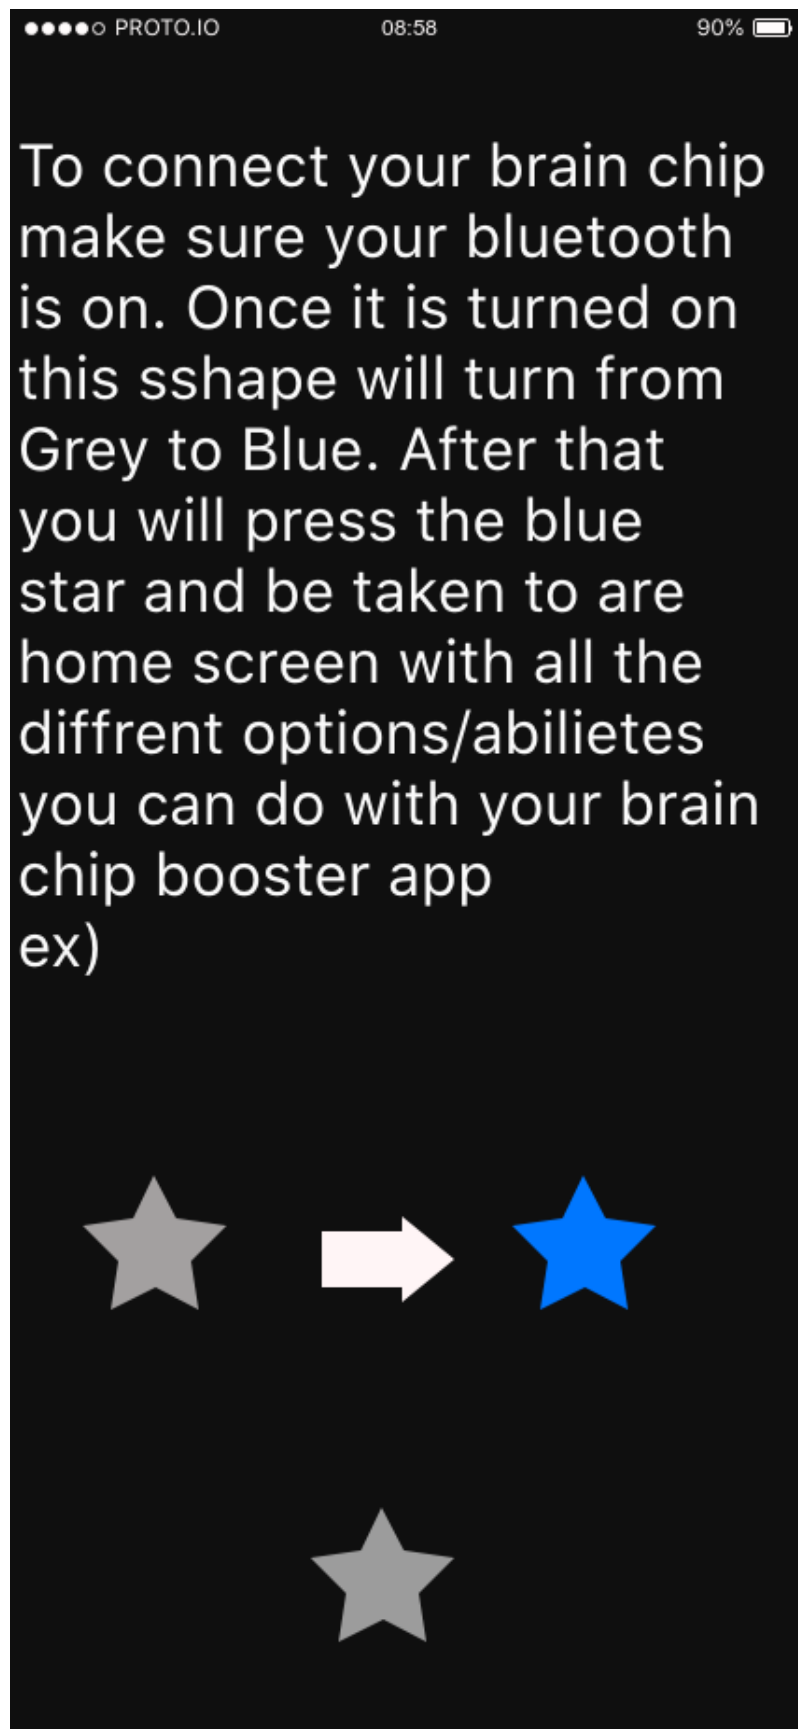 PROTO.IO 08:58 90%
To connect your brain chip
make sure your bluetooth
is on. Once it is turned on
this sshape will turn from
Grey to Blue. After that
you will press the blue
star and be taken to are
home screen with all the
diffrent options/abilietes
you can do with your brain
chip booster app
ex)